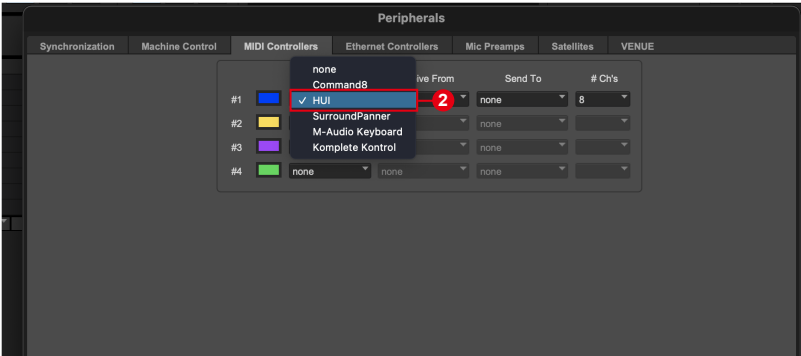 Peripherals
Synchronization Machine Control MIDI Controllers Ethernet Controllers Mic Preamps Satellites VENUE
ive From Send To # Ch's
none
Command8
#1 ✓ HUI 2 none 8
SurroundPanner
#2 none
M-Audio Keyboard
#3 Komplete Kontrol none
#4 none none none